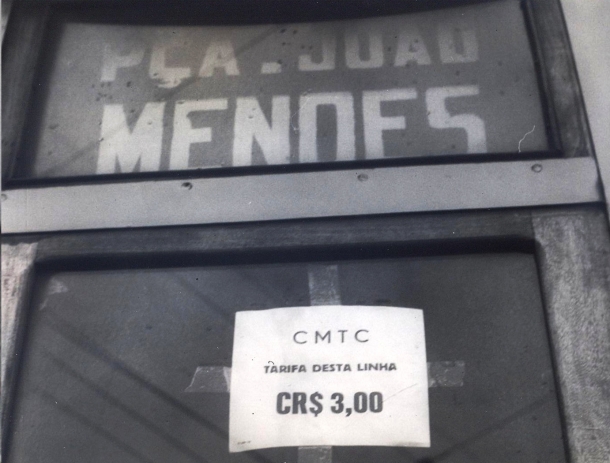 PÇA. JOÃO
MENDES
CMTC
TARIFA DESTA LINHA
CR$ 3,00